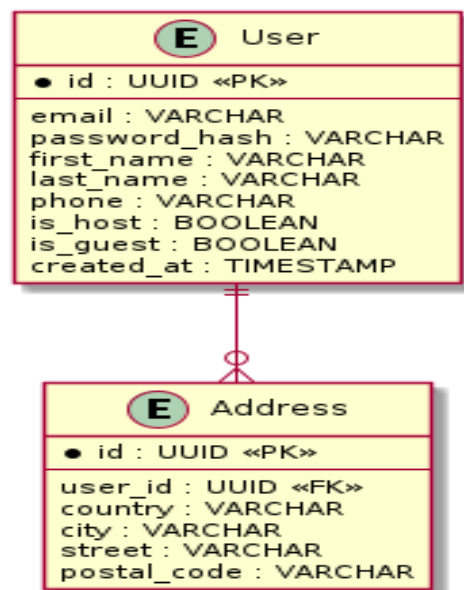 E User
● id : UUID «PK»
email : VARCHAR
password_hash : VARCHAR
first_name : VARCHAR
last_name : VARCHAR
phone : VARCHAR
is_host : BOOLEAN
is_guest : BOOLEAN
created_at : TIMESTAMP
E Address
● id : UUID «PK»
user_id : UUID «FK»
country : VARCHAR
city : VARCHAR
street : VARCHAR
postal_code : VARCHAR